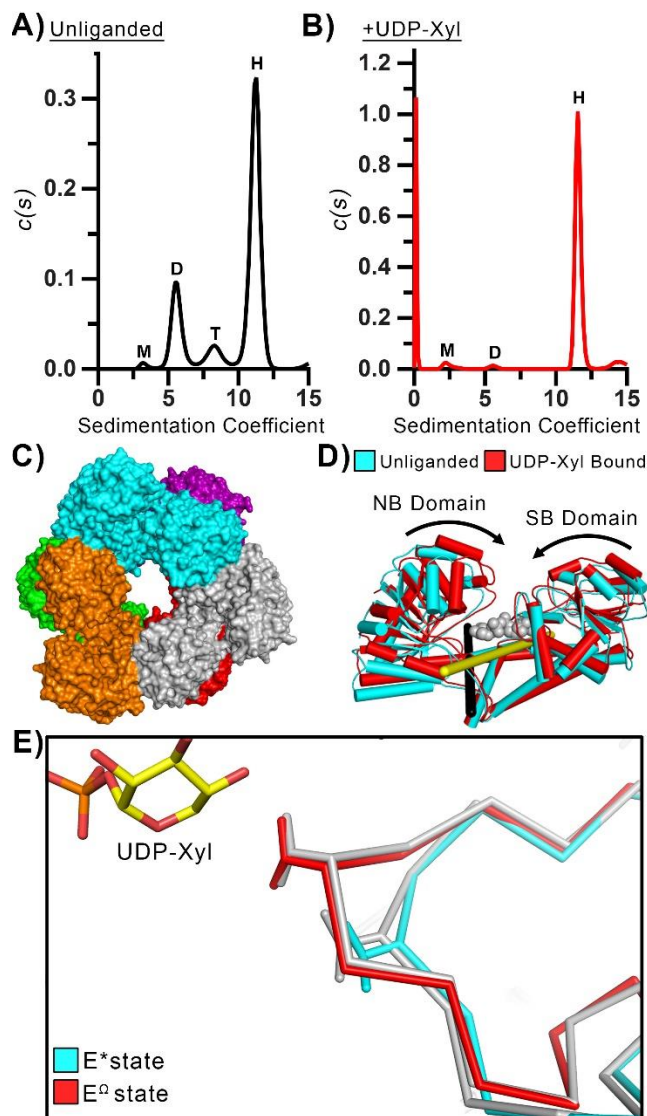 A) Unliganded
H
D
T
M
0.3
0.2
0.1
0.0
c(s)
0 5 10 15
Sedimentation Coefficient
B) +UDP-Xyl
H
M
D
1.2
1.0
0.8
0.6
0.4
0.2
0.0
c(s)
0 5 10 15
Sedimentation Coefficient
C)
D) Unliganded UDP-Xyl Bound
NB Domain
SB Domain
E)
UDP-Xyl
E* state
EΩ state